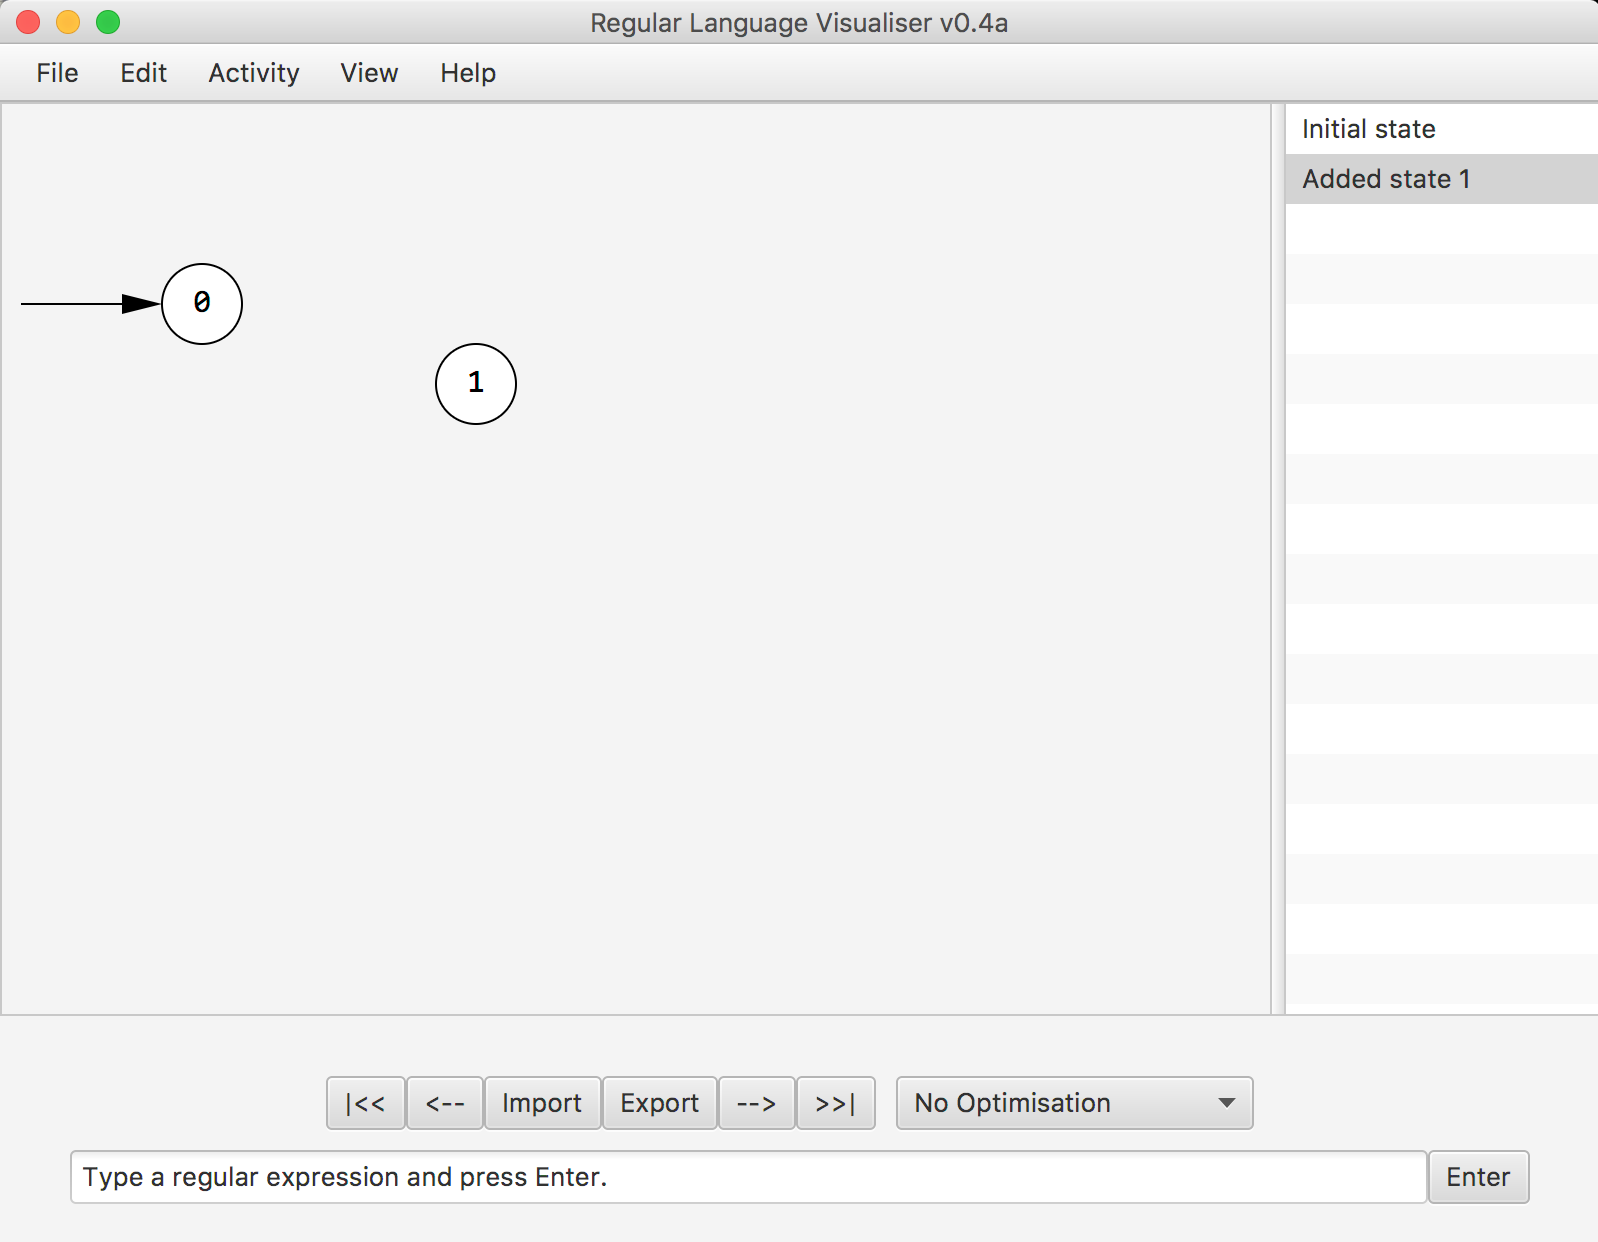 Regular Language Visualiser v0.4a
File Edit Activity View Help
Initial state
Added state 1
0
1
|<< <-- Import Export --> >>| No Optimisation
Type a regular expression and press Enter. Enter